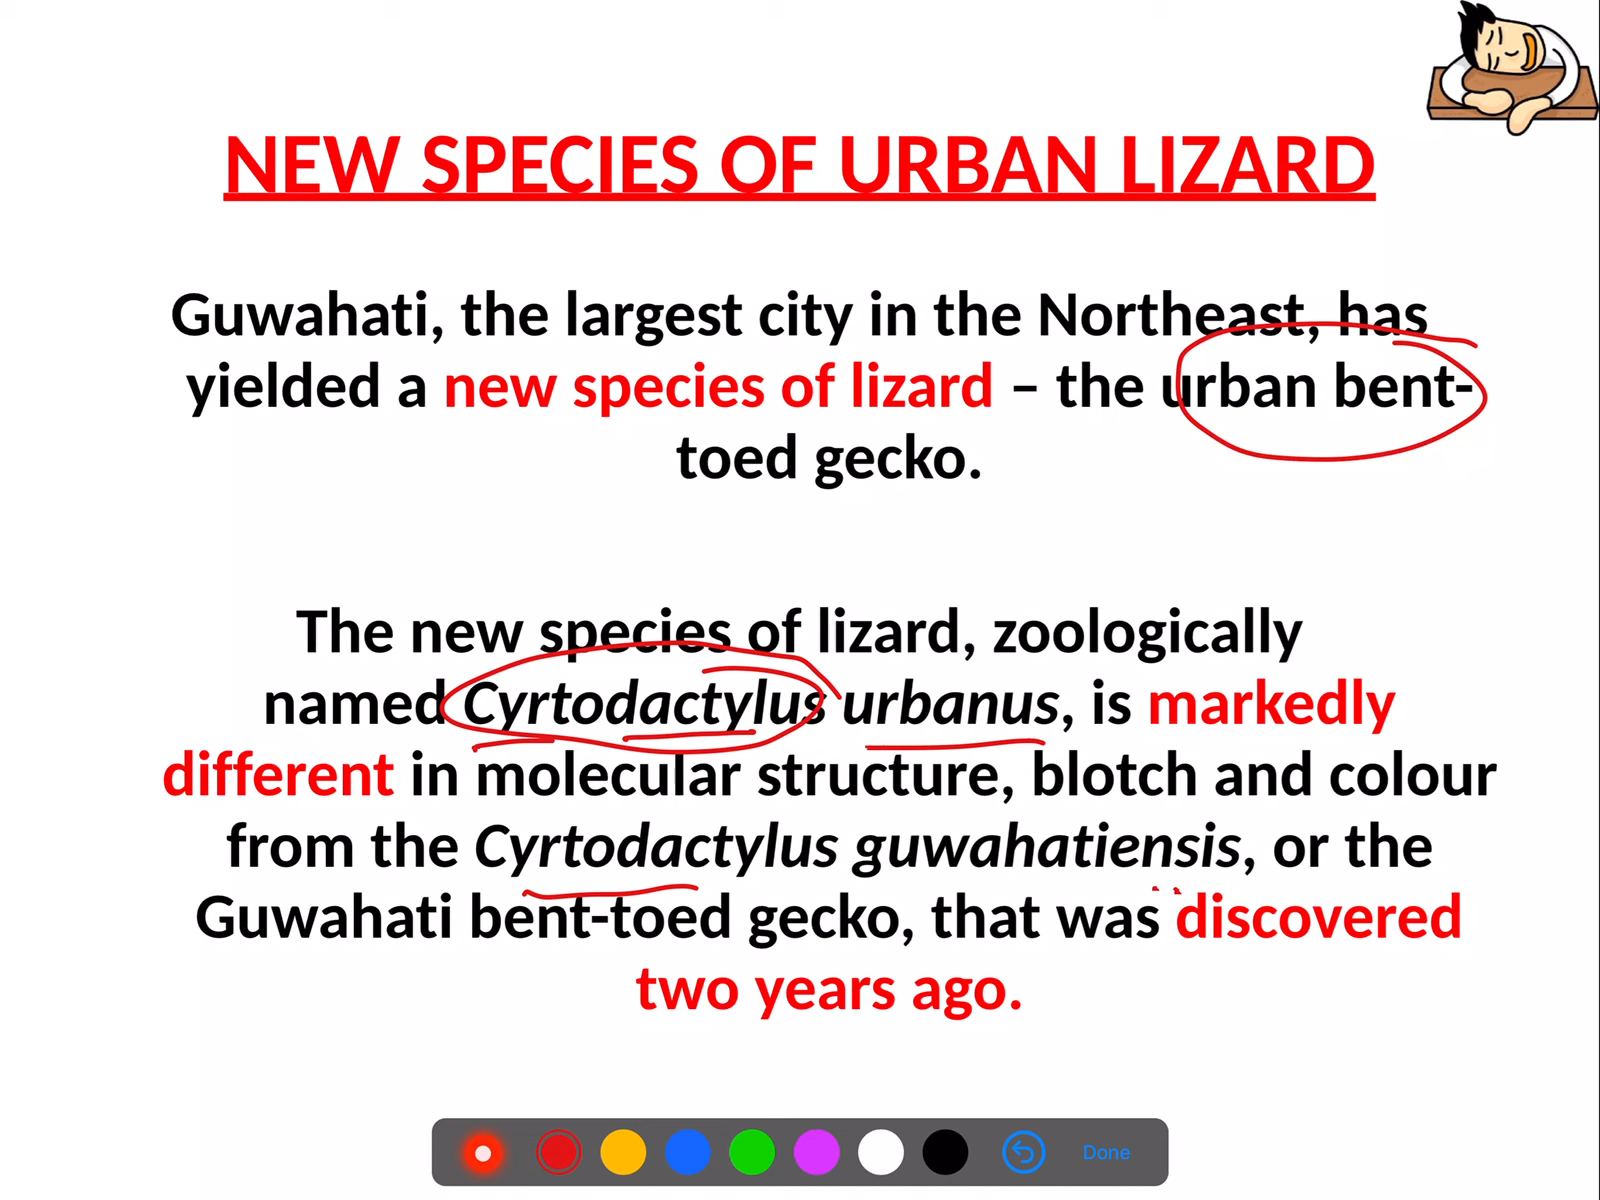 NEW SPECIES OF URBAN LIZARD
Guwahati, the largest city in the Northeast, has
yielded a new species of lizard – the urban bent-
toed gecko.
The new species of lizard, zoologically
named Cyrtodactylus urbanus, is markedly
different in molecular structure, blotch and colour
from the Cyrtodactylus guwahatiensis, or the
Guwahati bent-toed gecko, that was discovered
two years ago.
Done